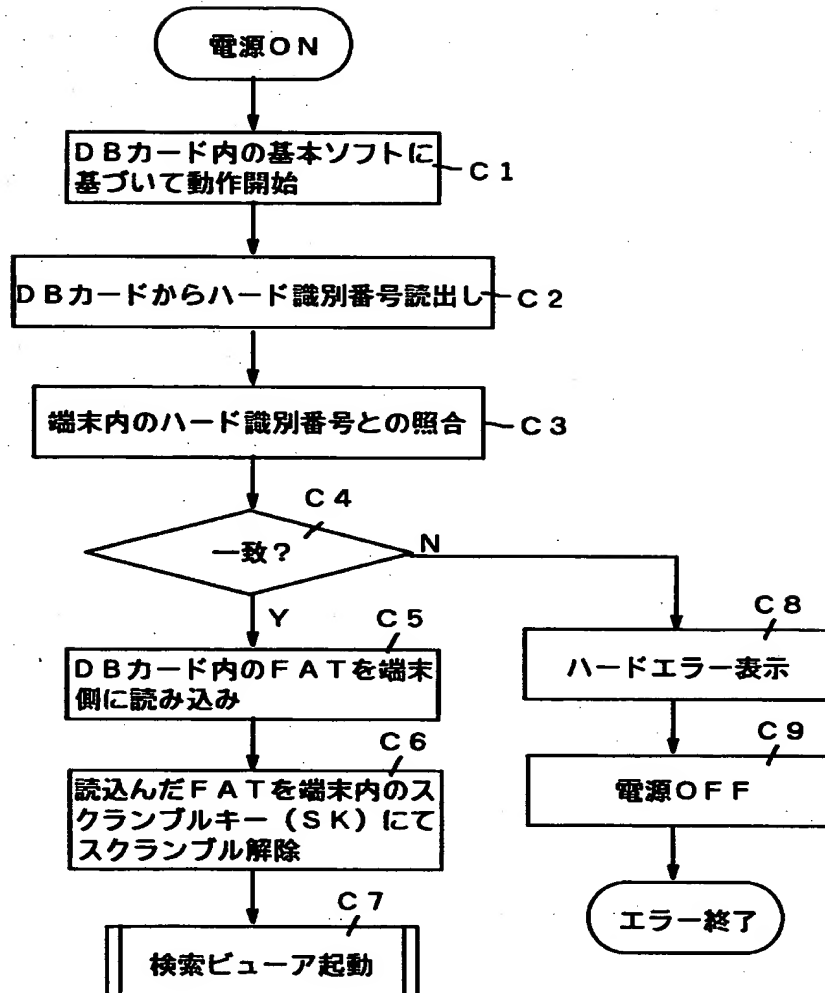 電源ON
DBカード内の基本ソフトに
基づいて動作開始
C1
DBカードからハード識別番号読出し
C2
端末内のハード識別番号との照合
C3
C4
一致?
N
Y
C5
DBカード内のFATを端末
側に読み込み
C6
読込んだFATを端末内のス
クランブルキー(SK)にて
スクランブル解除
C7
検索ビューア起動
C8
ハードエラー表示
C9
電源OFF
エラー終了